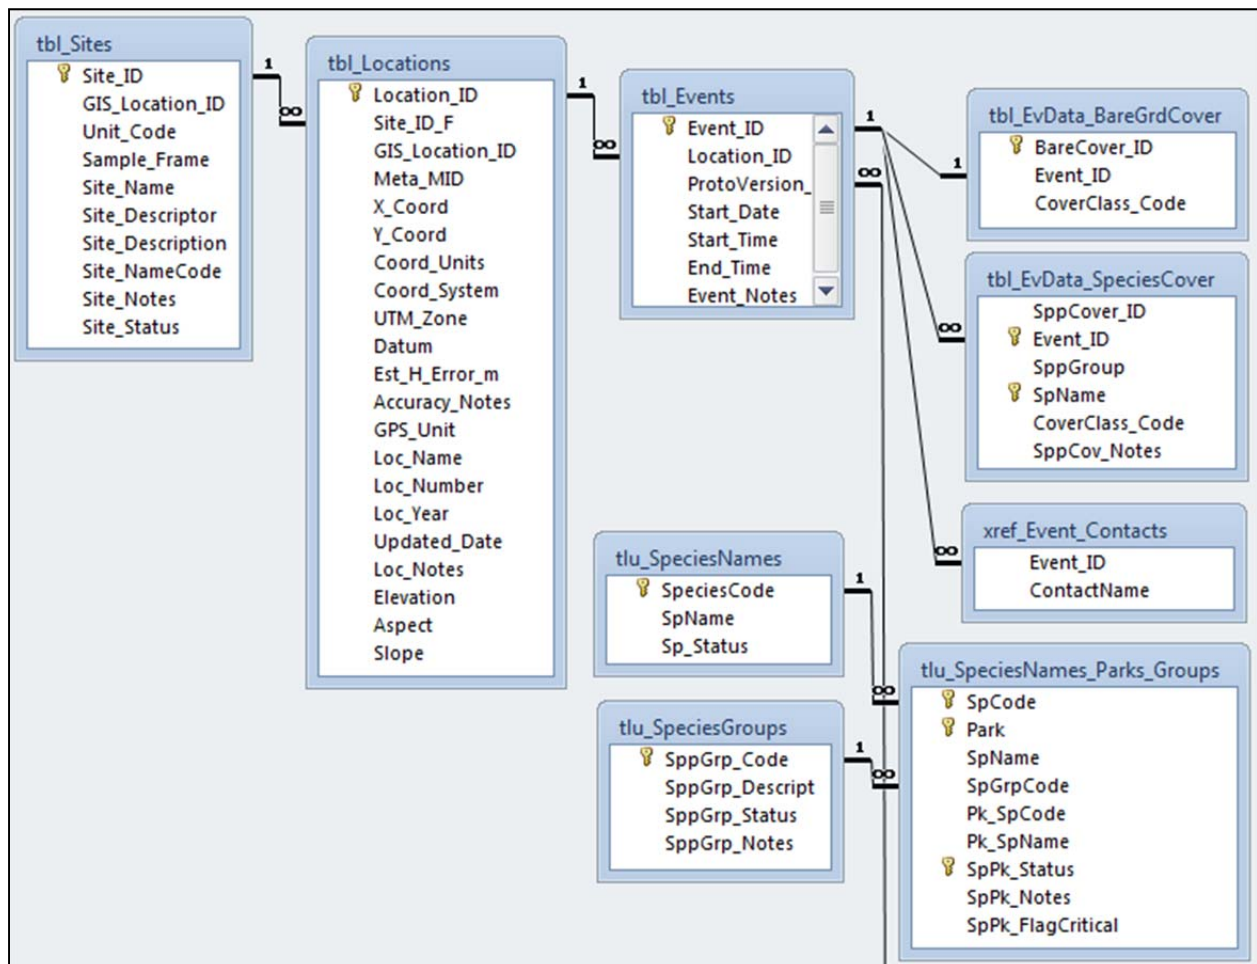 tbl_Sites
Site_ID
GIS_Location_ID
Unit_Code
Sample_Frame
Site_Name
Site_Descriptor
Site_Description
Site_NameCode
Site_Notes
Site_Status
1
∞
tbl_Locations
Location_ID
Site_ID_F
GIS_Location_ID
Meta_MID
X_Coord
Y_Coord
Coord_Units
Coord_System
UTM_Zone
Datum
Est_H_Error_m
Accuracy_Notes
GPS_Unit
Loc_Name
Loc_Number
Loc_Year
Updated_Date
Loc_Notes
Elevation
Aspect
Slope
1
∞
tbl_Events
Event_ID
Location_ID
ProtoVersion_
Start_Date
Start_Time
End_Time
Event_Notes
1
∞
1
tbl_EvData_BareGrdCover
BareCover_ID
Event_ID
CoverClass_Code
∞
tbl_EvData_SpeciesCover
SppCover_ID
Event_ID
SppGroup
SpName
CoverClass_Code
SppCov_Notes
∞
xref_Event_Contacts
Event_ID
ContactName
tlu_SpeciesNames
SpeciesCode
SpName
Sp_Status
1
∞
tlu_SpeciesGroups
SppGrp_Code
SppGrp_Descript
SppGrp_Status
SppGrp_Notes
1
∞
tlu_SpeciesNames_Parks_Groups
SpCode
Park
SpName
SpGrpCode
Pk_SpCode
Pk_SpName
SpPk_Status
SpPk_Notes
SpPk_FlagCritical